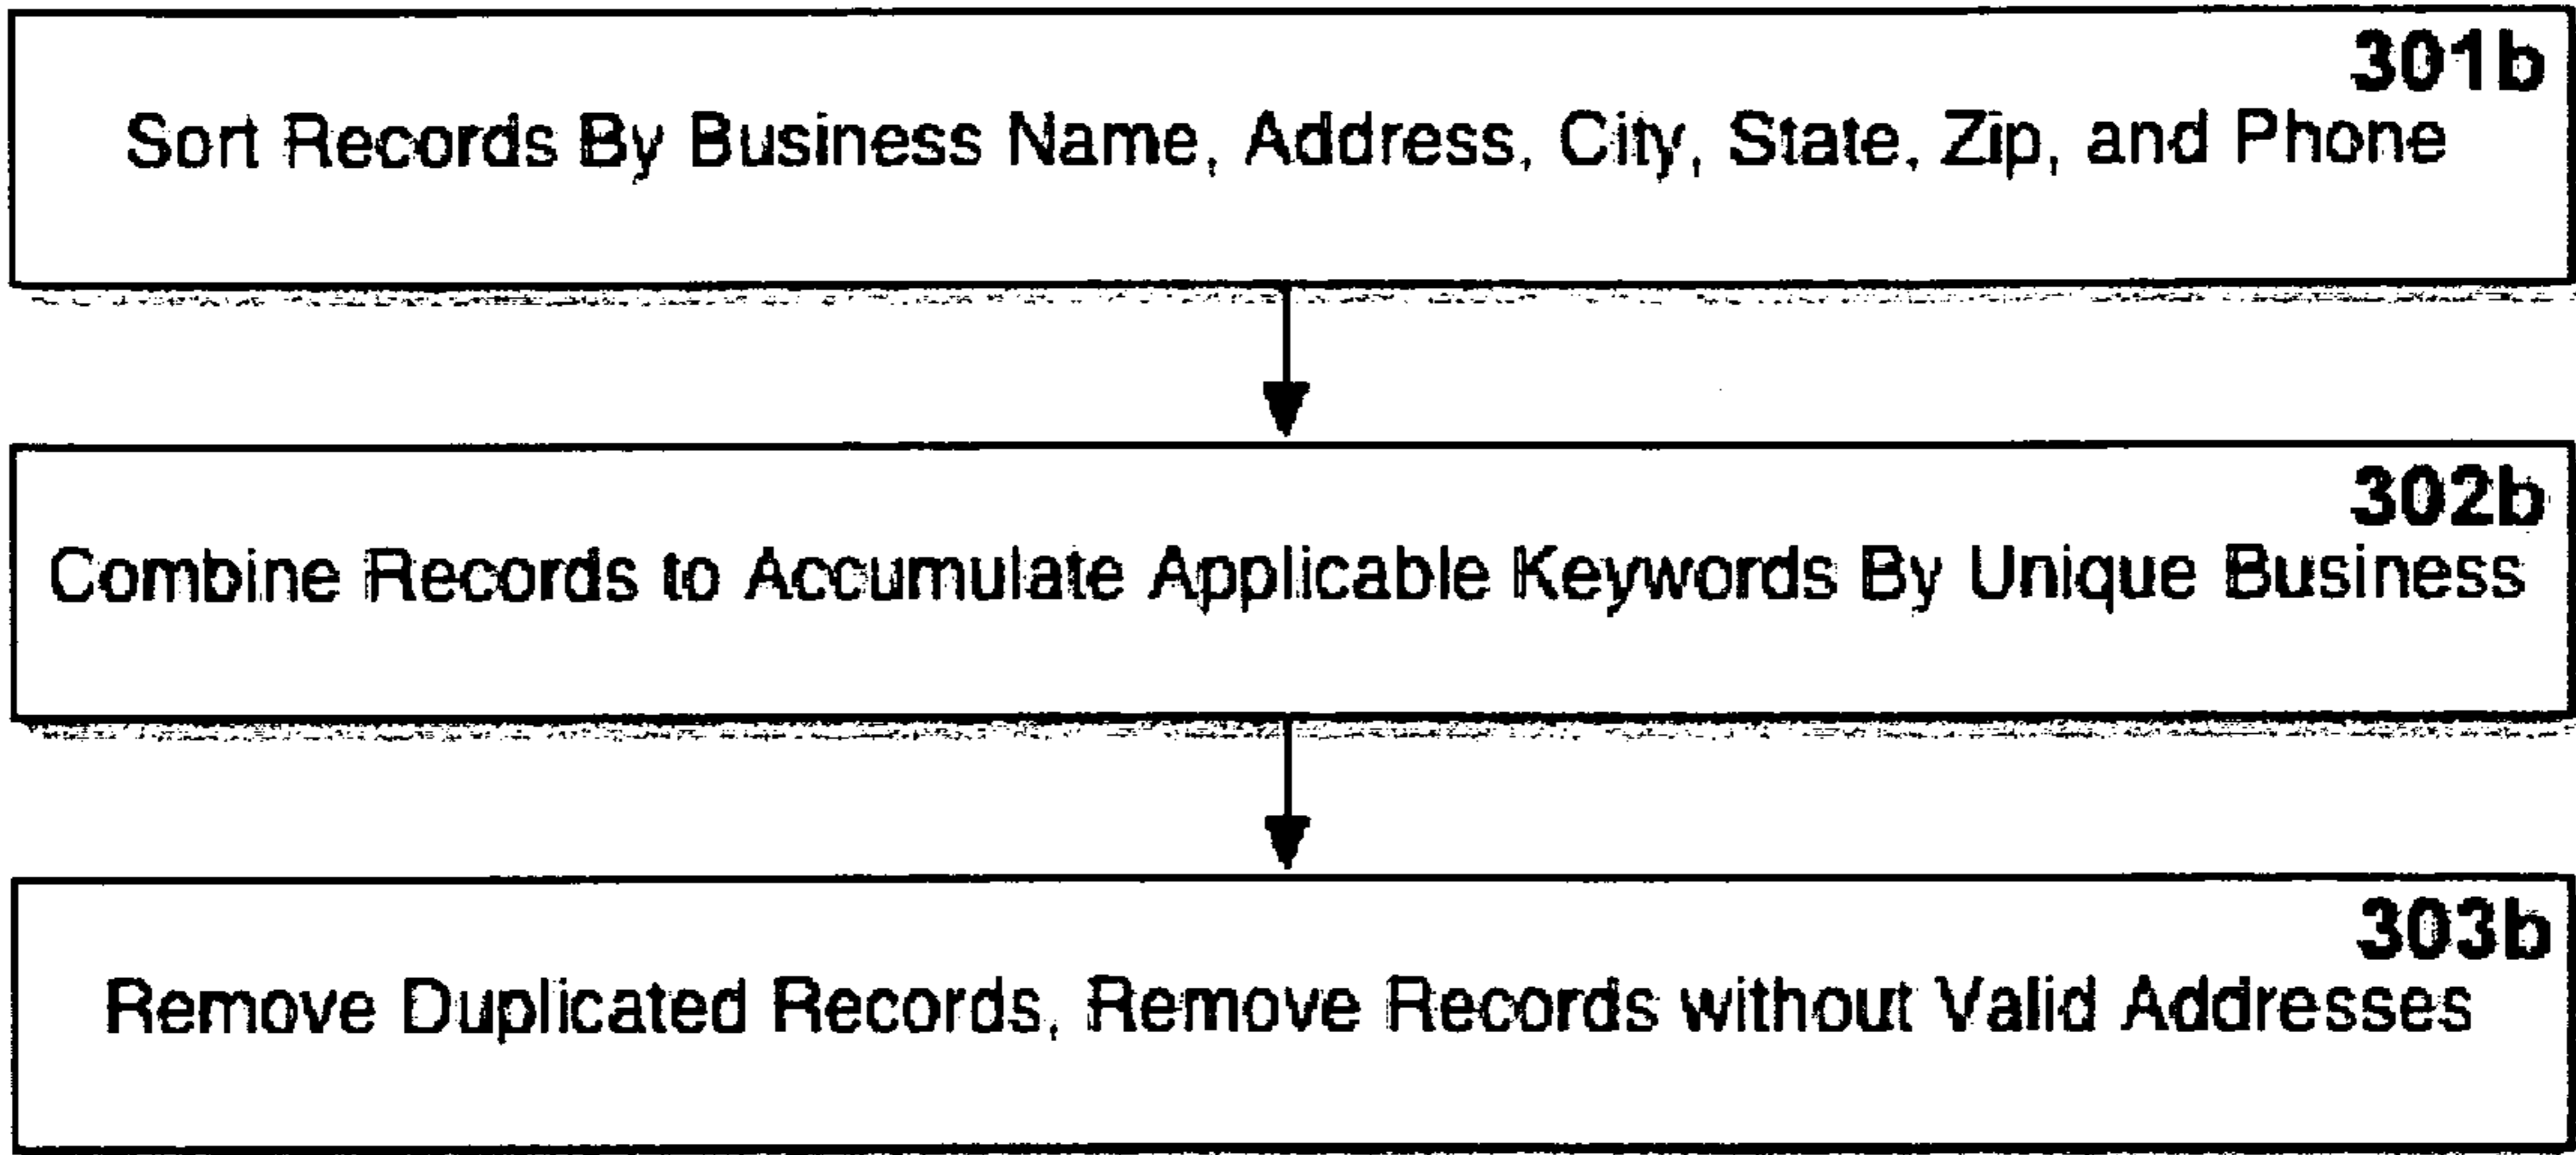 301b
Sort Records By Business Name, Address, City, State, Zip, and Phone
302b
Combine Records to Accumulate Applicable Keywords By Unique Business
303b
Remove Duplicated Records, Remove Records without Valid Addresses